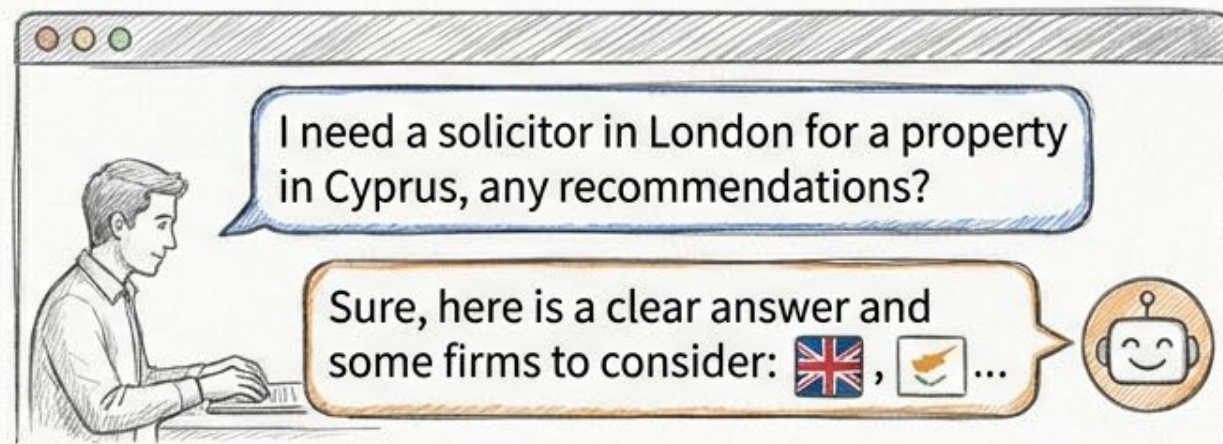 I need a solicitor in London for a property
in Cyprus, any recommendations?
Sure, here is a clear answer and
some firms to consider: 🇬🇧, 🇨🇾...